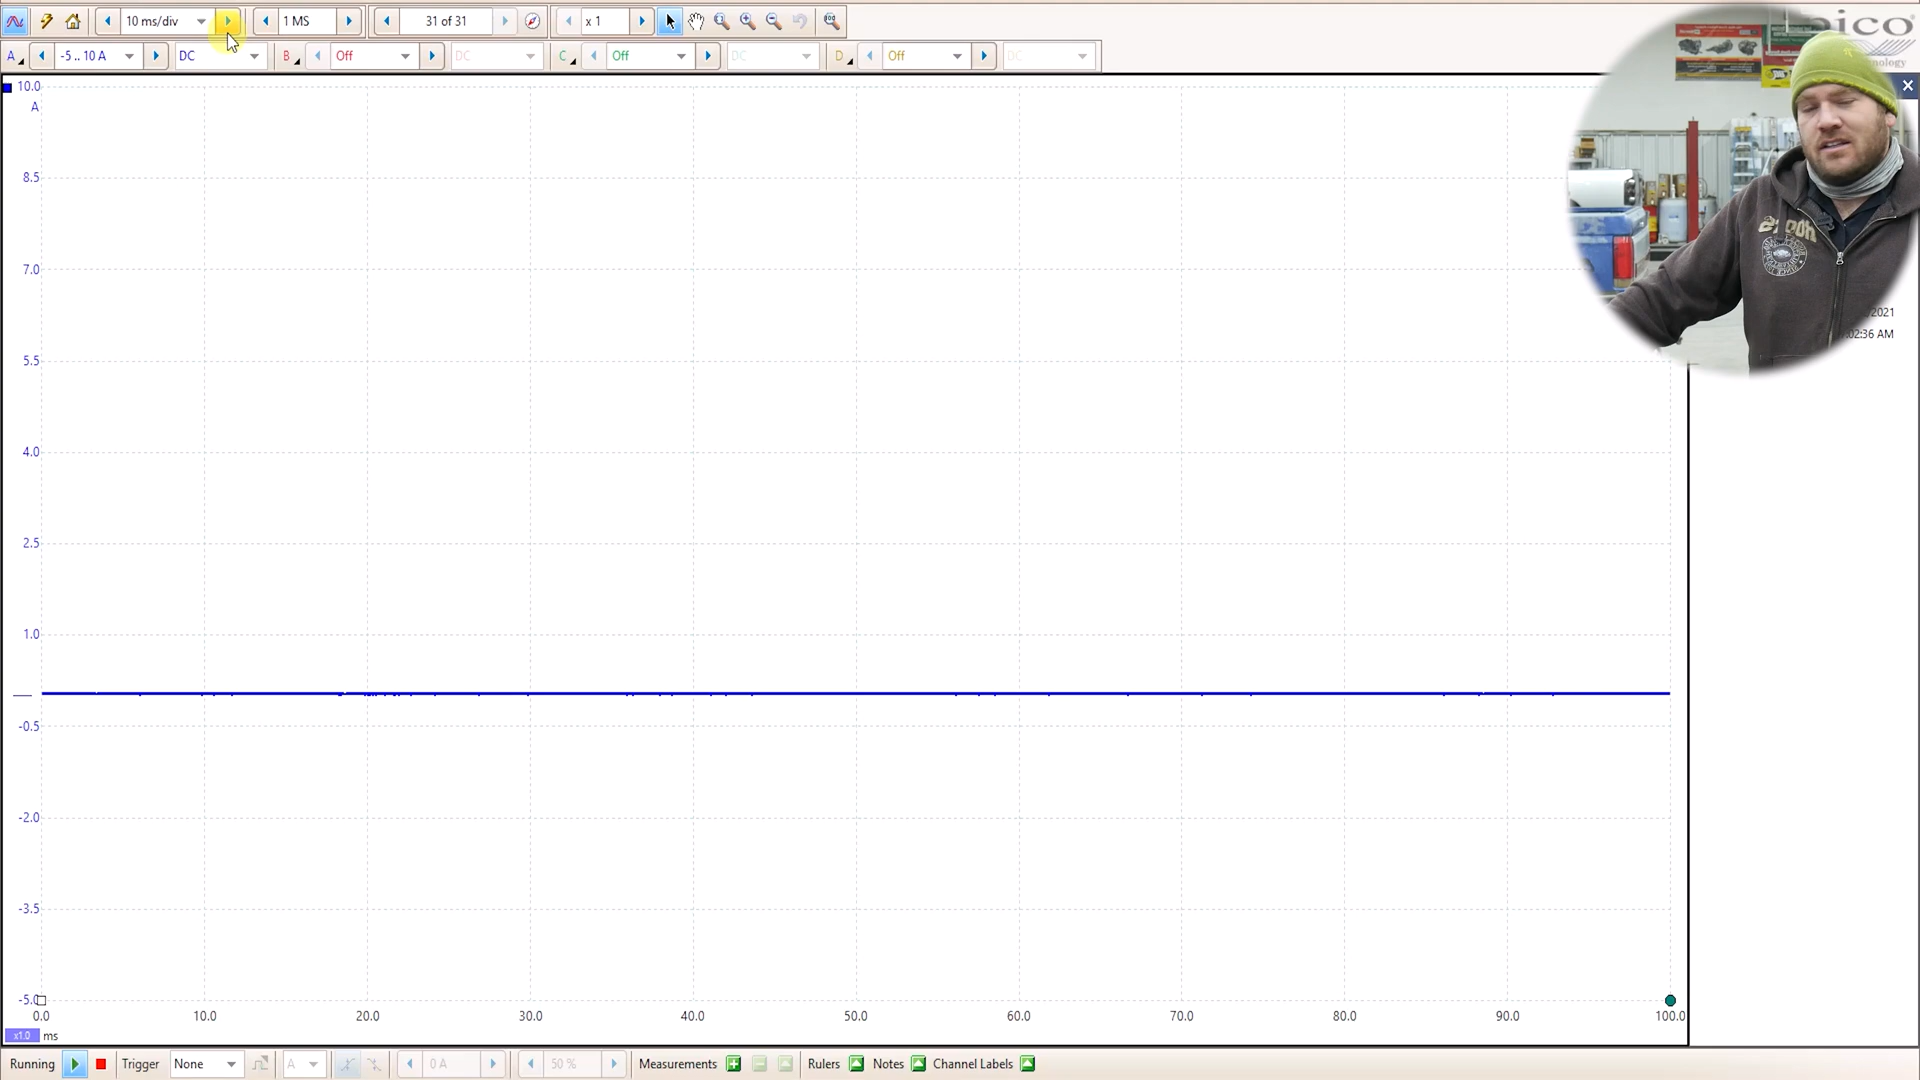 10 ms/div 1 MS 31 of 31 x 1
pico
A -5 .. 10 A DC B Off DC C Off DC D Off DC
10.0
A
8.5
7.0
5.5
4.0
2.5
1.0
-0.5
-2.0
-3.5
-5.0
0.0 10.0 20.0 30.0 40.0 50.0 60.0 70.0 80.0 90.0 100.0
x1.0 ms
2021
02:36 AM
Running Trigger None A 0 A 50 % Measurements Rulers Notes Channel Labels